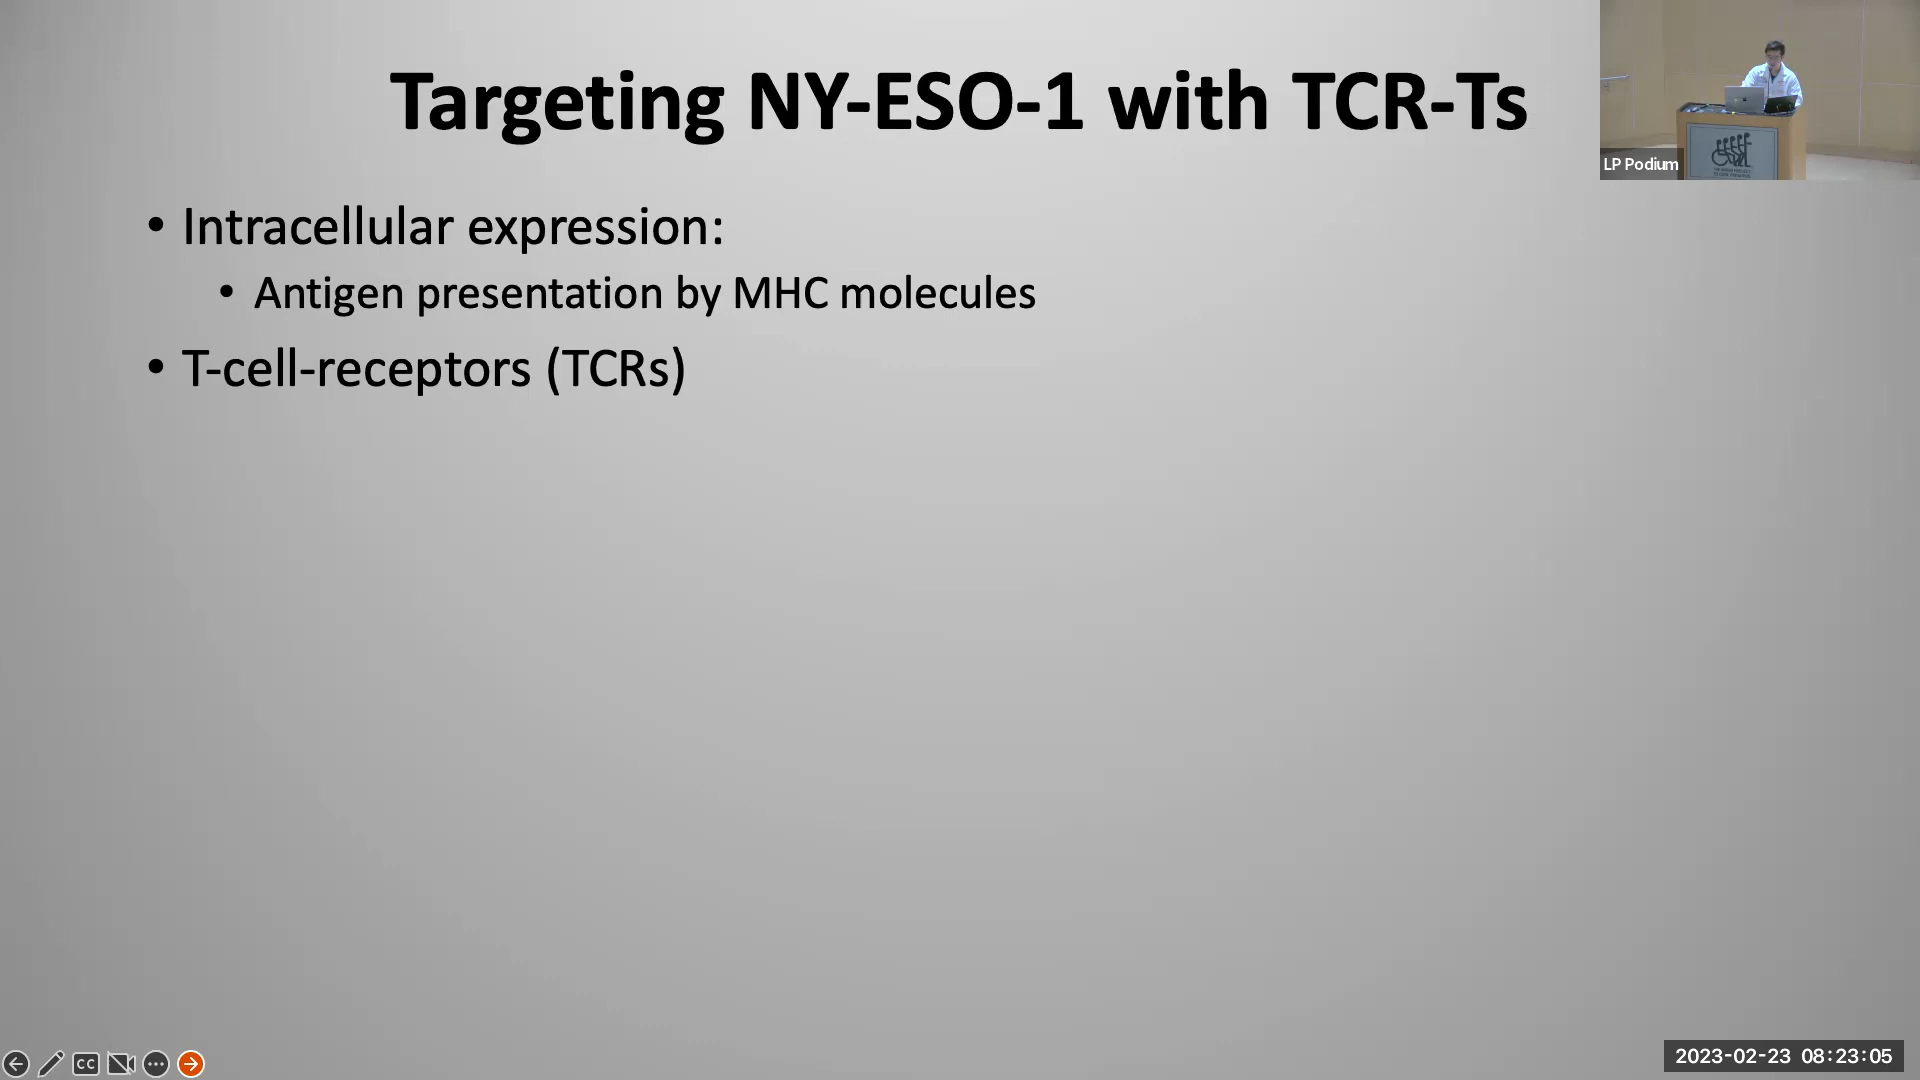 Targeting NY-ESO-1 with TCR-Ts
LP Podium
• Intracellular expression:
• Antigen presentation by MHC molecules
• T-cell-receptors (TCRs)
CC
2023-02-23 08:23:05